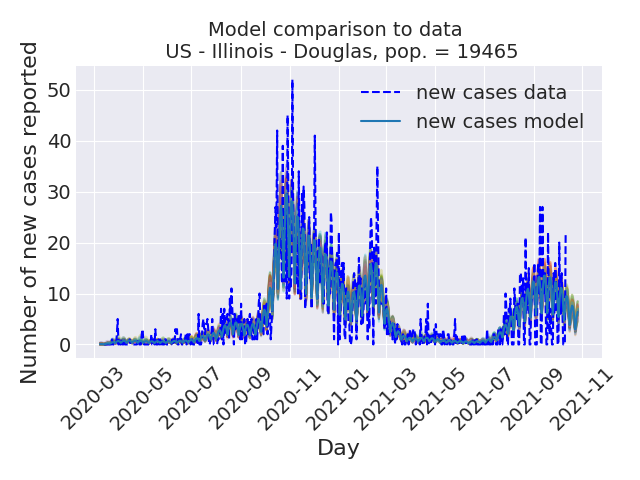 Model comparison to data
US - Illinois - Douglas, pop. = 19465
Number of new cases reported
50
40
30
20
10
0
new cases data
new cases model
2020-03
2020-05
2020-07
2020-09
2020-11
2021-01
2021-03
2021-05
2021-07
2021-09
2021-11
Day